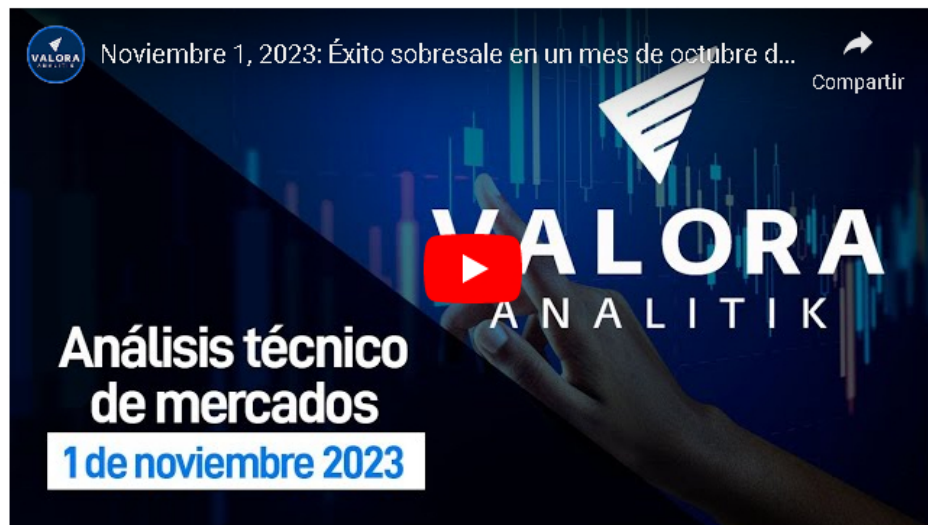 VALORA
ANALITIK
Noviembre 1, 2023: Éxito sobresale en un mes de octubre d...
Compartir
VALORA
ANALITIK
Análisis técnico
de mercados
1 de noviembre 2023